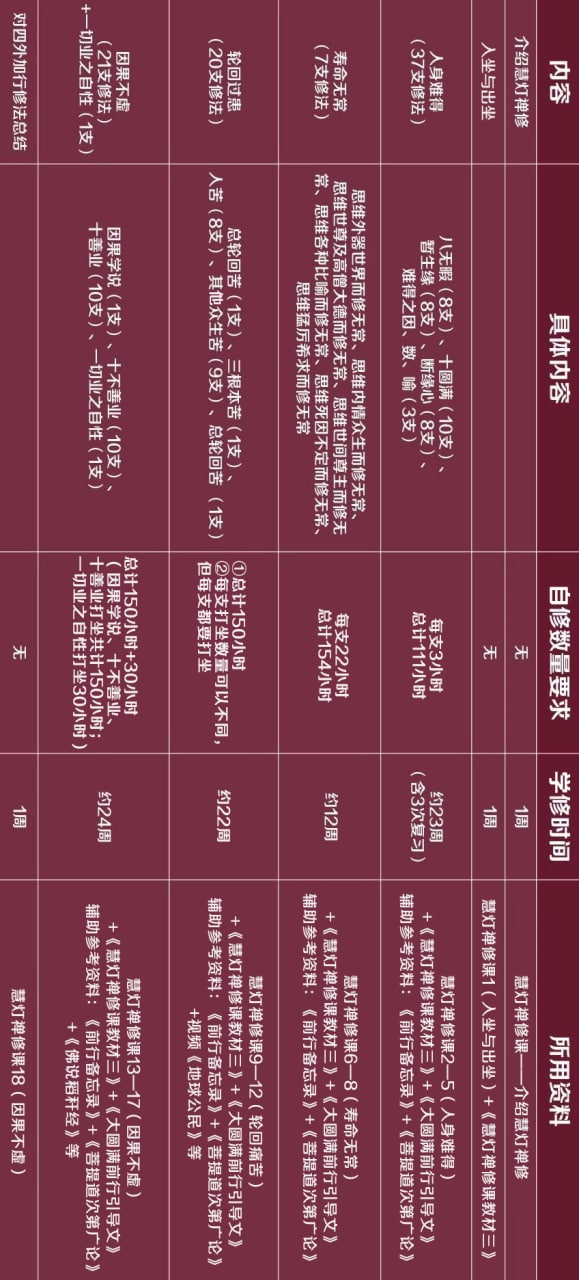 内容 具体内容 自修数量要求 学修时间 所用资料
介绍慧灯禅修 无 1周 慧灯禅修课——介绍慧灯禅修
入坐与出坐 无 1周 慧灯禅修课1（入坐与出坐）+《慧灯禅修课教材三》
人身难得
（37支修法）
八无暇（8支）、十圆满（10支）、
暂生缘（8支）、断缘心（8支）、
难得之因、数、喻（3支）
每支3小时
总计111小时
约23周
（含3次复习）
慧灯禅修课2—5（人身难得）
+《慧灯禅修课教材三》+《大圆满前行引导文》
辅助参考资料：《前行备忘录》+《菩提道次第广论》
寿命无常
（7支修法）
思维外器世界而修无常、思维内情众生而修无常、
思维世尊及高僧大德而修无常、思维世间尊主而修无
常、思维各种比喻而修无常、思维死因不定而修无常、
思维猛厉希求而修无常
每支22小时
总计154小时
约12周
慧灯禅修课6—8（寿命无常）
+《慧灯禅修课教材三》+《大圆满前行引导文》
辅助参考资料：《前行备忘录》+《菩提道次第广论》
轮回过患
（20支修法）
总轮回苦（1支）、三根本苦（1支）、
人苦（8支）、其他众生苦（9支）、总轮回苦 （1支）
①总计150小时
②每支打坐数量可以不同，
但每支都要打坐
约22周
慧灯禅修课9—12（轮回痛苦）
+《慧灯禅修课教材三》+《大圆满前行引导文》
辅助参考资料：《前行备忘录》+《菩提道次第广论》
+视频《地球公民》等
因果不虚
（21支修法）
+一切业之自性（1支）
因果学说（1支）、十不善业（10支）、
十善业（10支）、一切业之自性（1支）
总计150小时+30小时
（因果学说、十不善业、
十善业打坐共计150小时；
一切业之自性打坐30小时）
约24周
慧灯禅修课13—17（因果不虚）
+《慧灯禅修课教材三》+《大圆满前行引导文》
辅助参考资料：《前行备忘录》+《菩提道次第广论》
+《佛说稻秆经》等
对四外加行修法总结 无 1周 慧灯禅修课18（因果不虚）